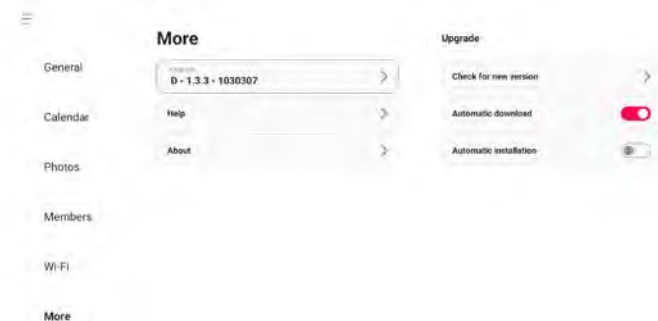 More
Upgrade
General
Upgrade
D - 1.3.3 - 1030307
Check for new version
Calendar
Help
Automatic download
About
Automatic installation
Photos
Members
Wi-Fi
More